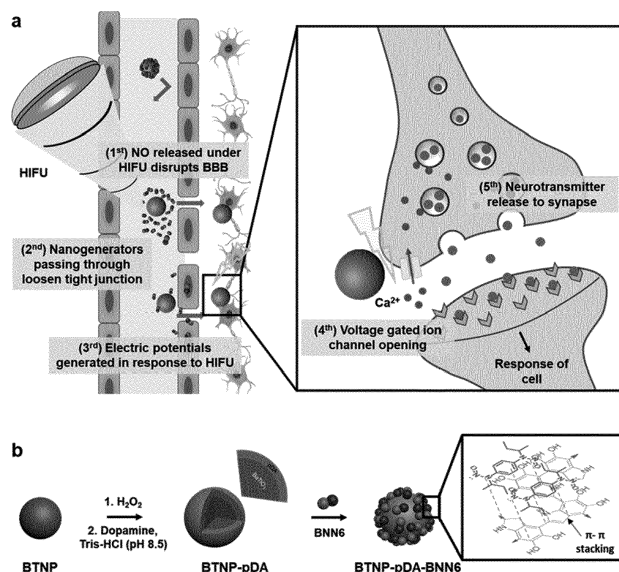 a
HIFU
(1st) NO released under
HIFU disrupts BBB
(2nd) Nanogenerators
passing through
loosen tight junction
(3rd) Electric potentials
generated in response to HIFU
(5th) Neurotransmitter
release to synapse
Ca²⁺
(4th) Voltage gated ion
channel opening
Response of
cell
b
BTNP
1. H₂O₂
2. Dopamine,
Tris-HCl (pH 8.5)
BTNP-pDA
BNN6
BTNP-pDA-BNN6
π- π
stacking